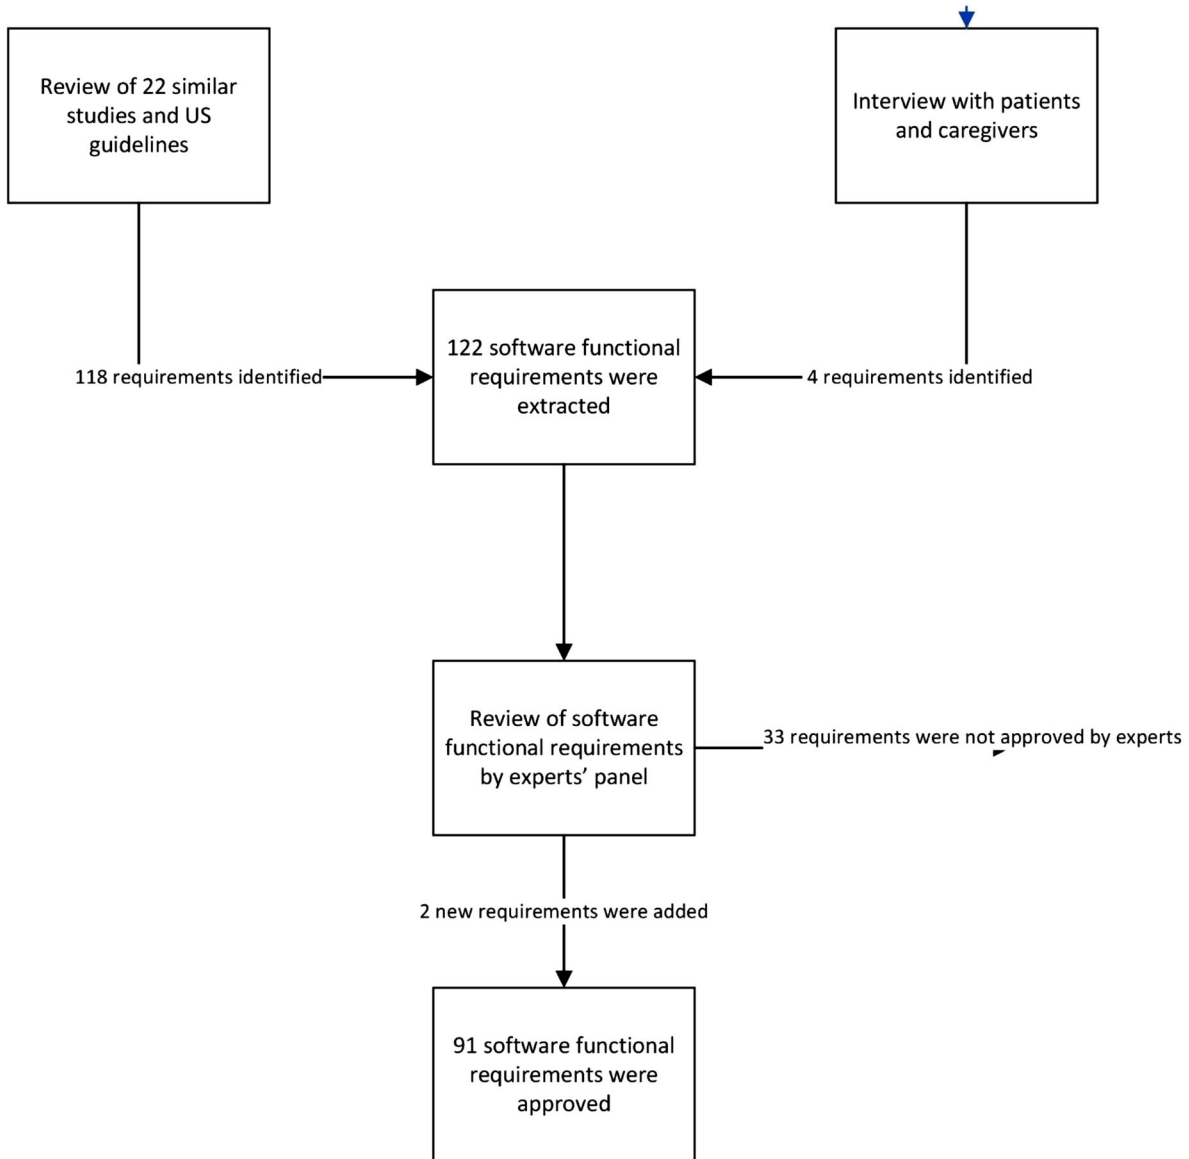 Review of 22 similar
studies and US
guidelines
Interview with patients
and caregivers
122 software functional
requirements were
extracted
118 requirements identified
4 requirements identified
Review of software
functional requirements
by experts’ panel
33 requirements were not approved by experts
2 new requirements were added
91 software functional
requirements were
approved